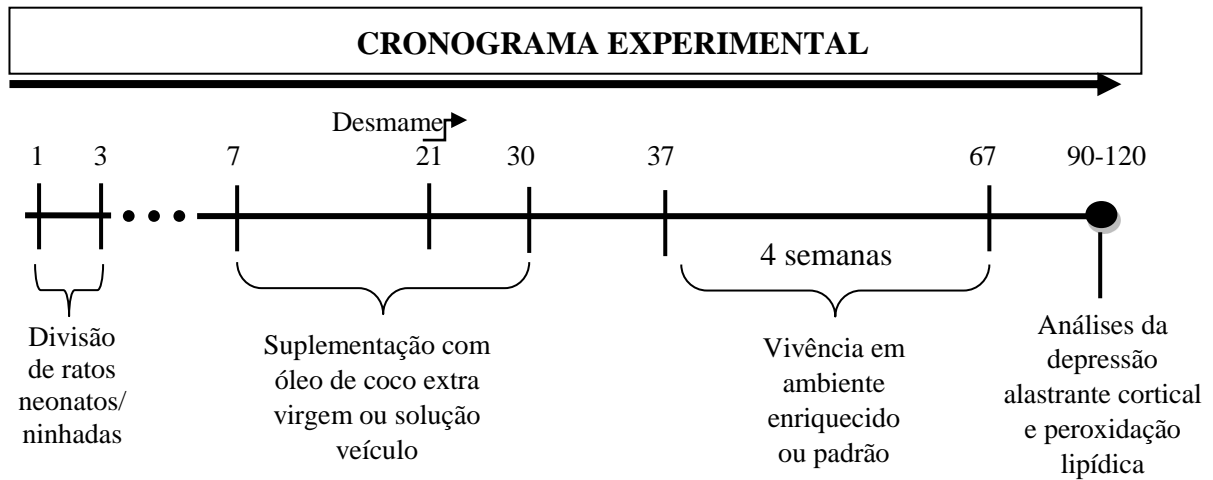 CRONOGRAMA EXPERIMENTAL
Desmame
1 3 7 21 30 37 67 90-120
4 semanas
Divisão
de ratos
neonatos/
ninhadas
Suplementação com
óleo de coco extra
virgem ou solução
veículo
Vivência em
ambiente
enriquecido
ou padrão
Análises da
depressão
alastrante cortical
e peroxidação
lipídica